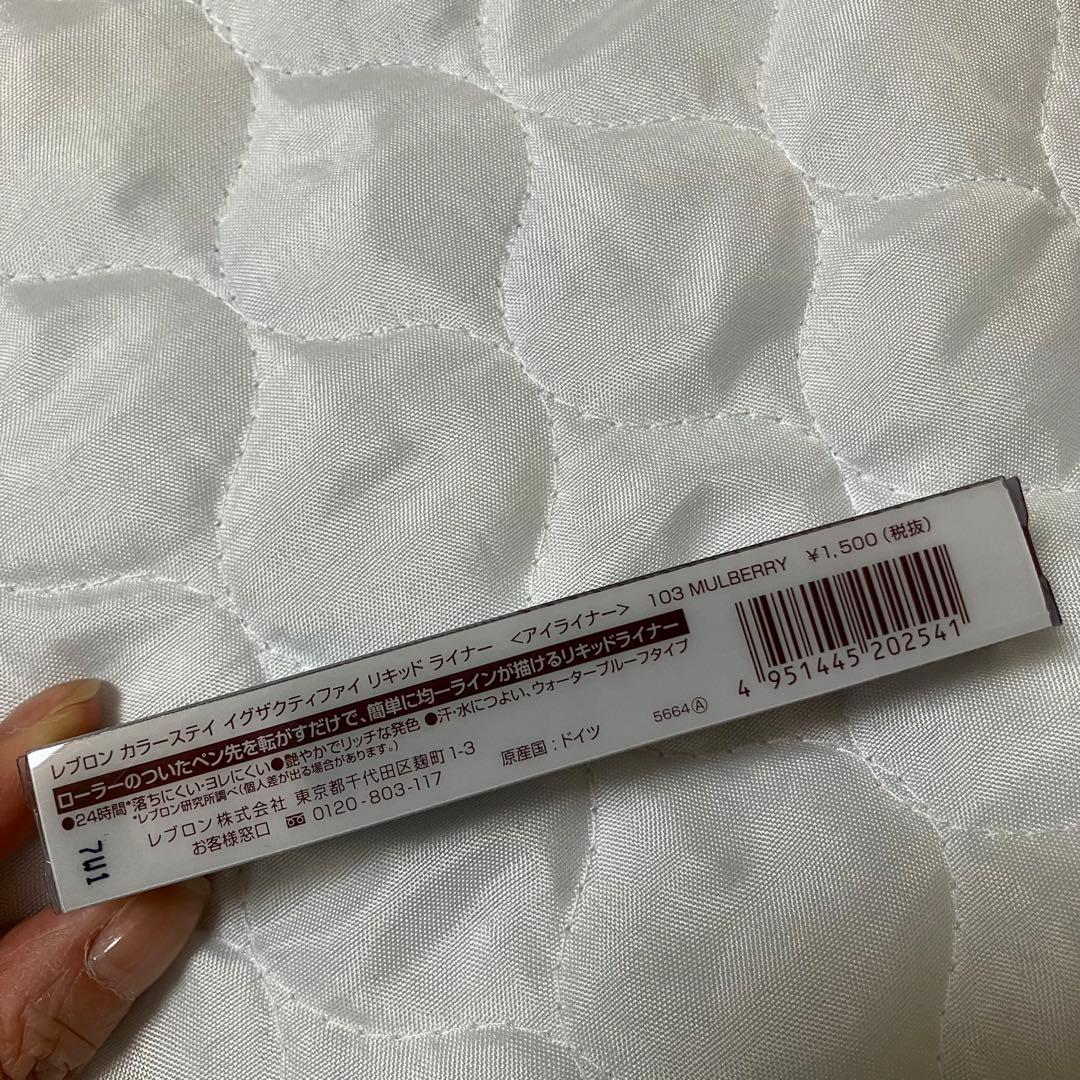 レブロン カラーステイ イグザクティファイ リキッド ライナー 〈アイライナー〉 103 MULBERRY ¥1,500 (税抜)
ローラーのついたペン先を転がすだけで、簡単に均一ラインが描けるリキッドライナー
●24時間*落ちにくい・ヨレにくい●艶やかでリッチな発色 ●汗・水につよい、ウォータープルーフタイプ
*レブロン研究所調べ(個人差が出る場合があります。)
レブロン株式会社 東京都千代田区麹町1-3
お客様窓口 0120-803-117
原産国:ドイツ
5664Ⓐ
4 951445 202541
7W1